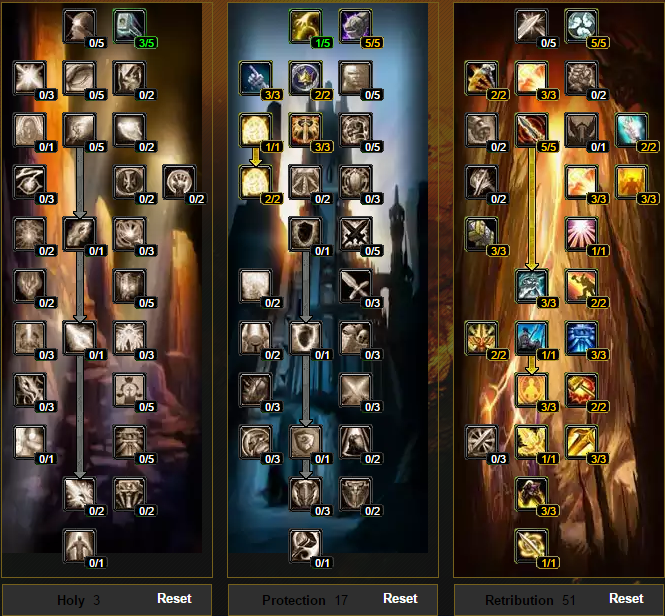 0/5 3/5 1/5 5/5 0/5 5/5
0/3 0/5 0/2 3/3 2/2 0/5 2/2 3/3 0/2
0/1 5/5 0/2 1/1 3/3 0/5 0/2 5/5 0/1 2/2
0/3 0/2 0/2 2/2 0/2 0/3 0/2 3/3 3/3
0/2 0/1 0/3 0/1 0/5 3/3 1/1
0/2 0/5 0/2 0/3 3/3 2/2
0/3 0/1 0/3 0/2 0/1 0/3 2/2 1/1 3/3
0/3 0/5 0/3 0/3 3/3 2/2
0/1 0/5 0/3 0/1 0/2 0/3 1/1 3/3
0/2 0/2 0/3 0/2 3/3
0/1 0/1 1/1
Holy 3 Reset Protection 17 Reset Retribution 51 Reset